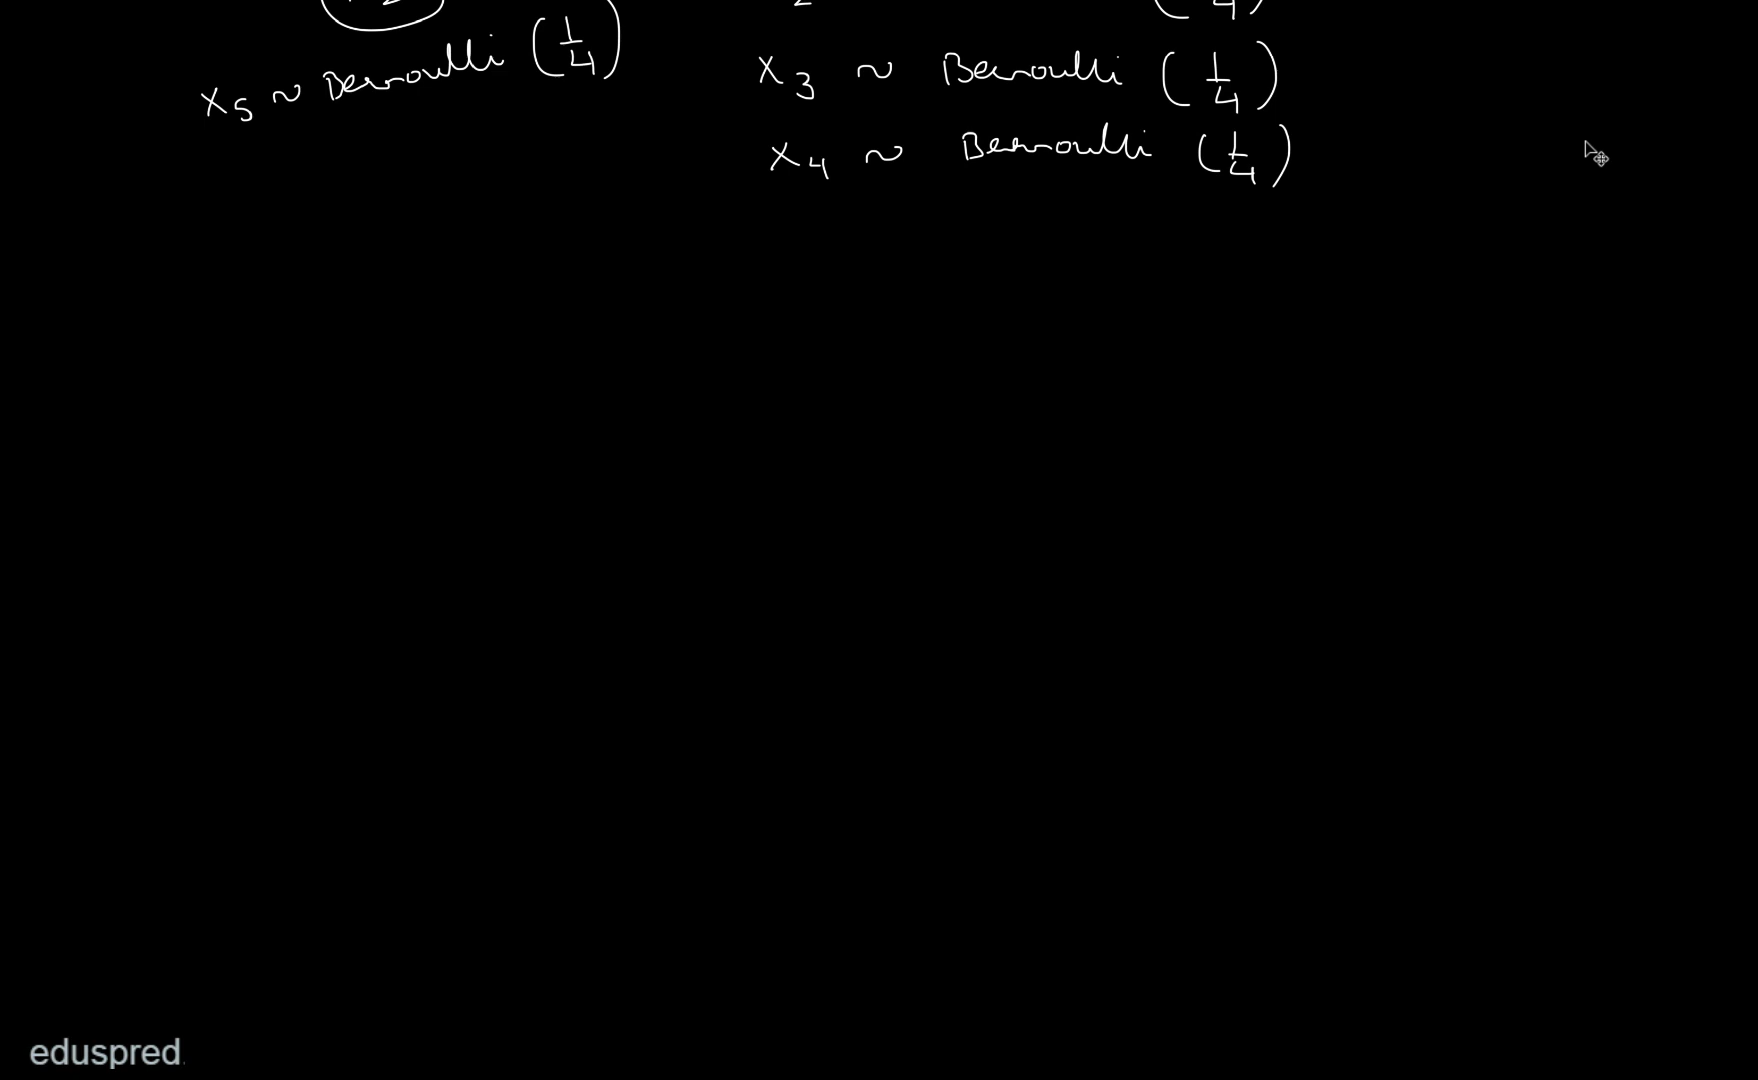 X5 ~ Bernoulli (1/4)
X3 ~ Bernoulli (1/4)
X4 ~ Bernoulli (1/4)
eduspred.